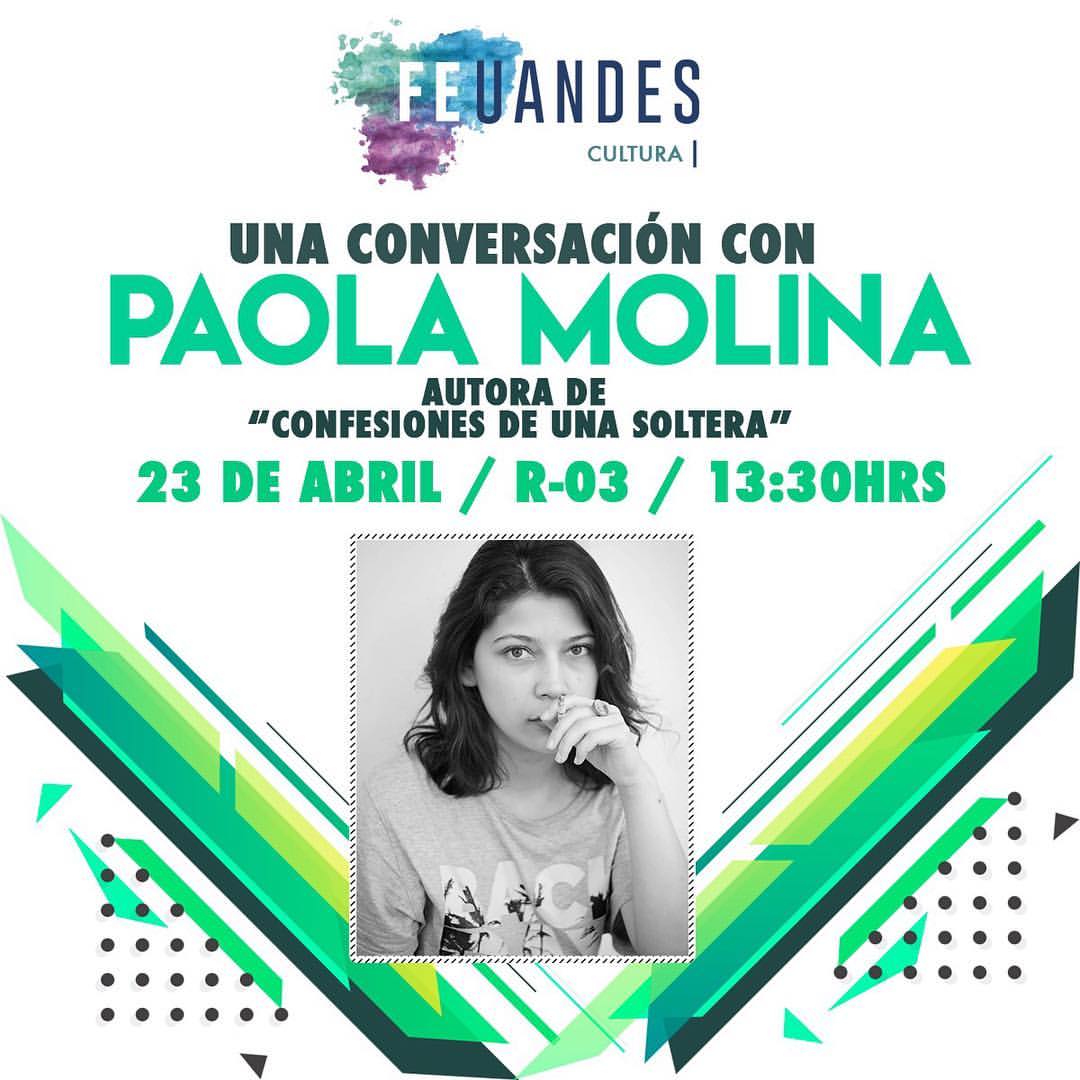 FEUANDES
CULTURA |
UNA CONVERSACIÓN CON
PAOLA MOLINA
AUTORA DE
“CONFESIONES DE UNA SOLTERA”
23 DE ABRIL / R-03 / 13:30HRS